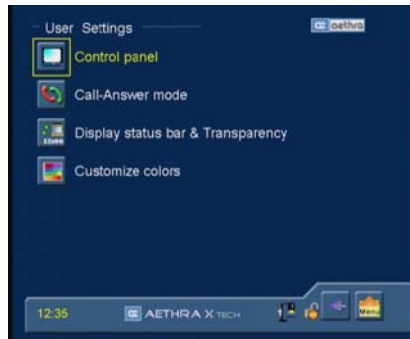 User Settings
aethra
Control panel
Call-Answer mode
Display status bar & Transparency
Customize colors
12:35 AETHRA X TECH 1 Menu